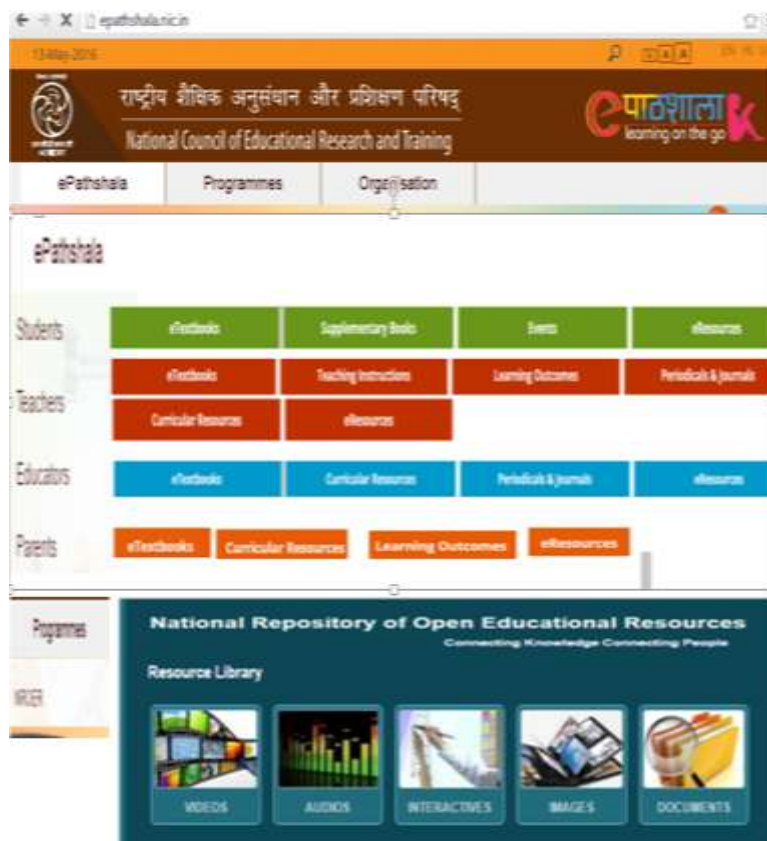 epathshala.nic.in
13-May-2016
A A A
राष्ट्रीय शैक्षिक अनुसंधान और प्रशिक्षण परिषद्
National Council of Educational Research and Training
eपाठशाला
learning on the go
ePathshala Programmes Organisation
ePathshala
Students eTextbooks Supplementary Books Events eResources
Teachers eTextbooks Teaching Instructions Learning Outcomes Periodicals & Journals
Curricular Resources eResources
Educators eTextbooks Curricular Resources Periodicals & Journals eResources
Parents eTextbooks Curricular Resources Learning Outcomes eResources
Programmes
NROER
National Repository of Open Educational Resources
Connecting Knowledge Connecting People
Resource Library
VIDEOS AUDIOS INTERACTIVES IMAGES DOCUMENTS